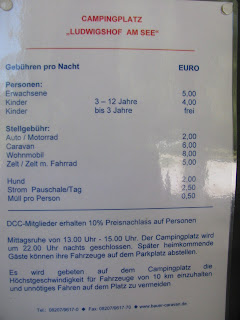 CAMPINGPLATZ
„LUDWIGSHOF AM SEE"
Gebühren pro Nacht EURO
Personen:
Erwachsene 5,00
Kinder 3 – 12 Jahre 4,00
Kinder bis 3 Jahre frei
Stellgebühr:
Auto / Motorrad 2,00
Caravan 6,00
Wohnmobil 8,00
Zelt / Zelt m. Fahrrad 5,00
Hund 2,00
Strom Pauschale/Tag 2,50
Müll pro Person 0,50
DCC-Mitglieder erhalten 10% Preisnachlass auf Personen
Mittagsruhe von 13.00 Uhr - 15.00 Uhr. Der Campingplatz wird
um 22.00 Uhr nachts geschlossen. Später heimkommende
Gäste können ihre Fahrzeuge auf dem Parkplatz abstellen.
Es wird gebeten auf dem Campingplatz die
Höchstgeschwindigkeit für Fahrzeuge von 10 km einzuhalten
und unnötiges Fahren auf dem Platz zu vermeiden